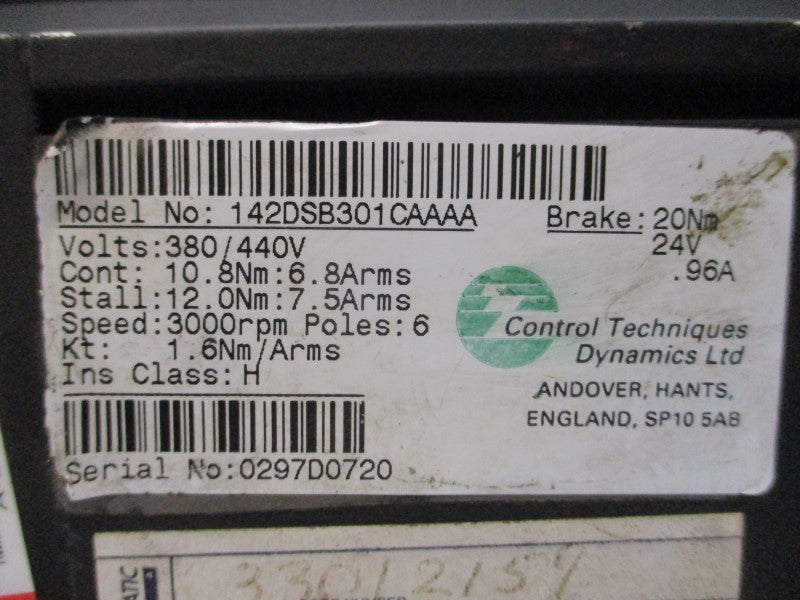 Model No: 142DSB301CAAAA Brake: 20Nm
Volts:380/440V 24V
Cont: 10.8Nm:6.8Arms .96A
Stall:12.0Nm:7.5Arms
Speed:3000rpm Poles:6
Kt: 1.6Nm/Arms
Ins Class:H
Control Techniques
Dynamics Ltd
ANDOVER, HANTS,
ENGLAND, SP10 5AB
Serial No:0297D0720